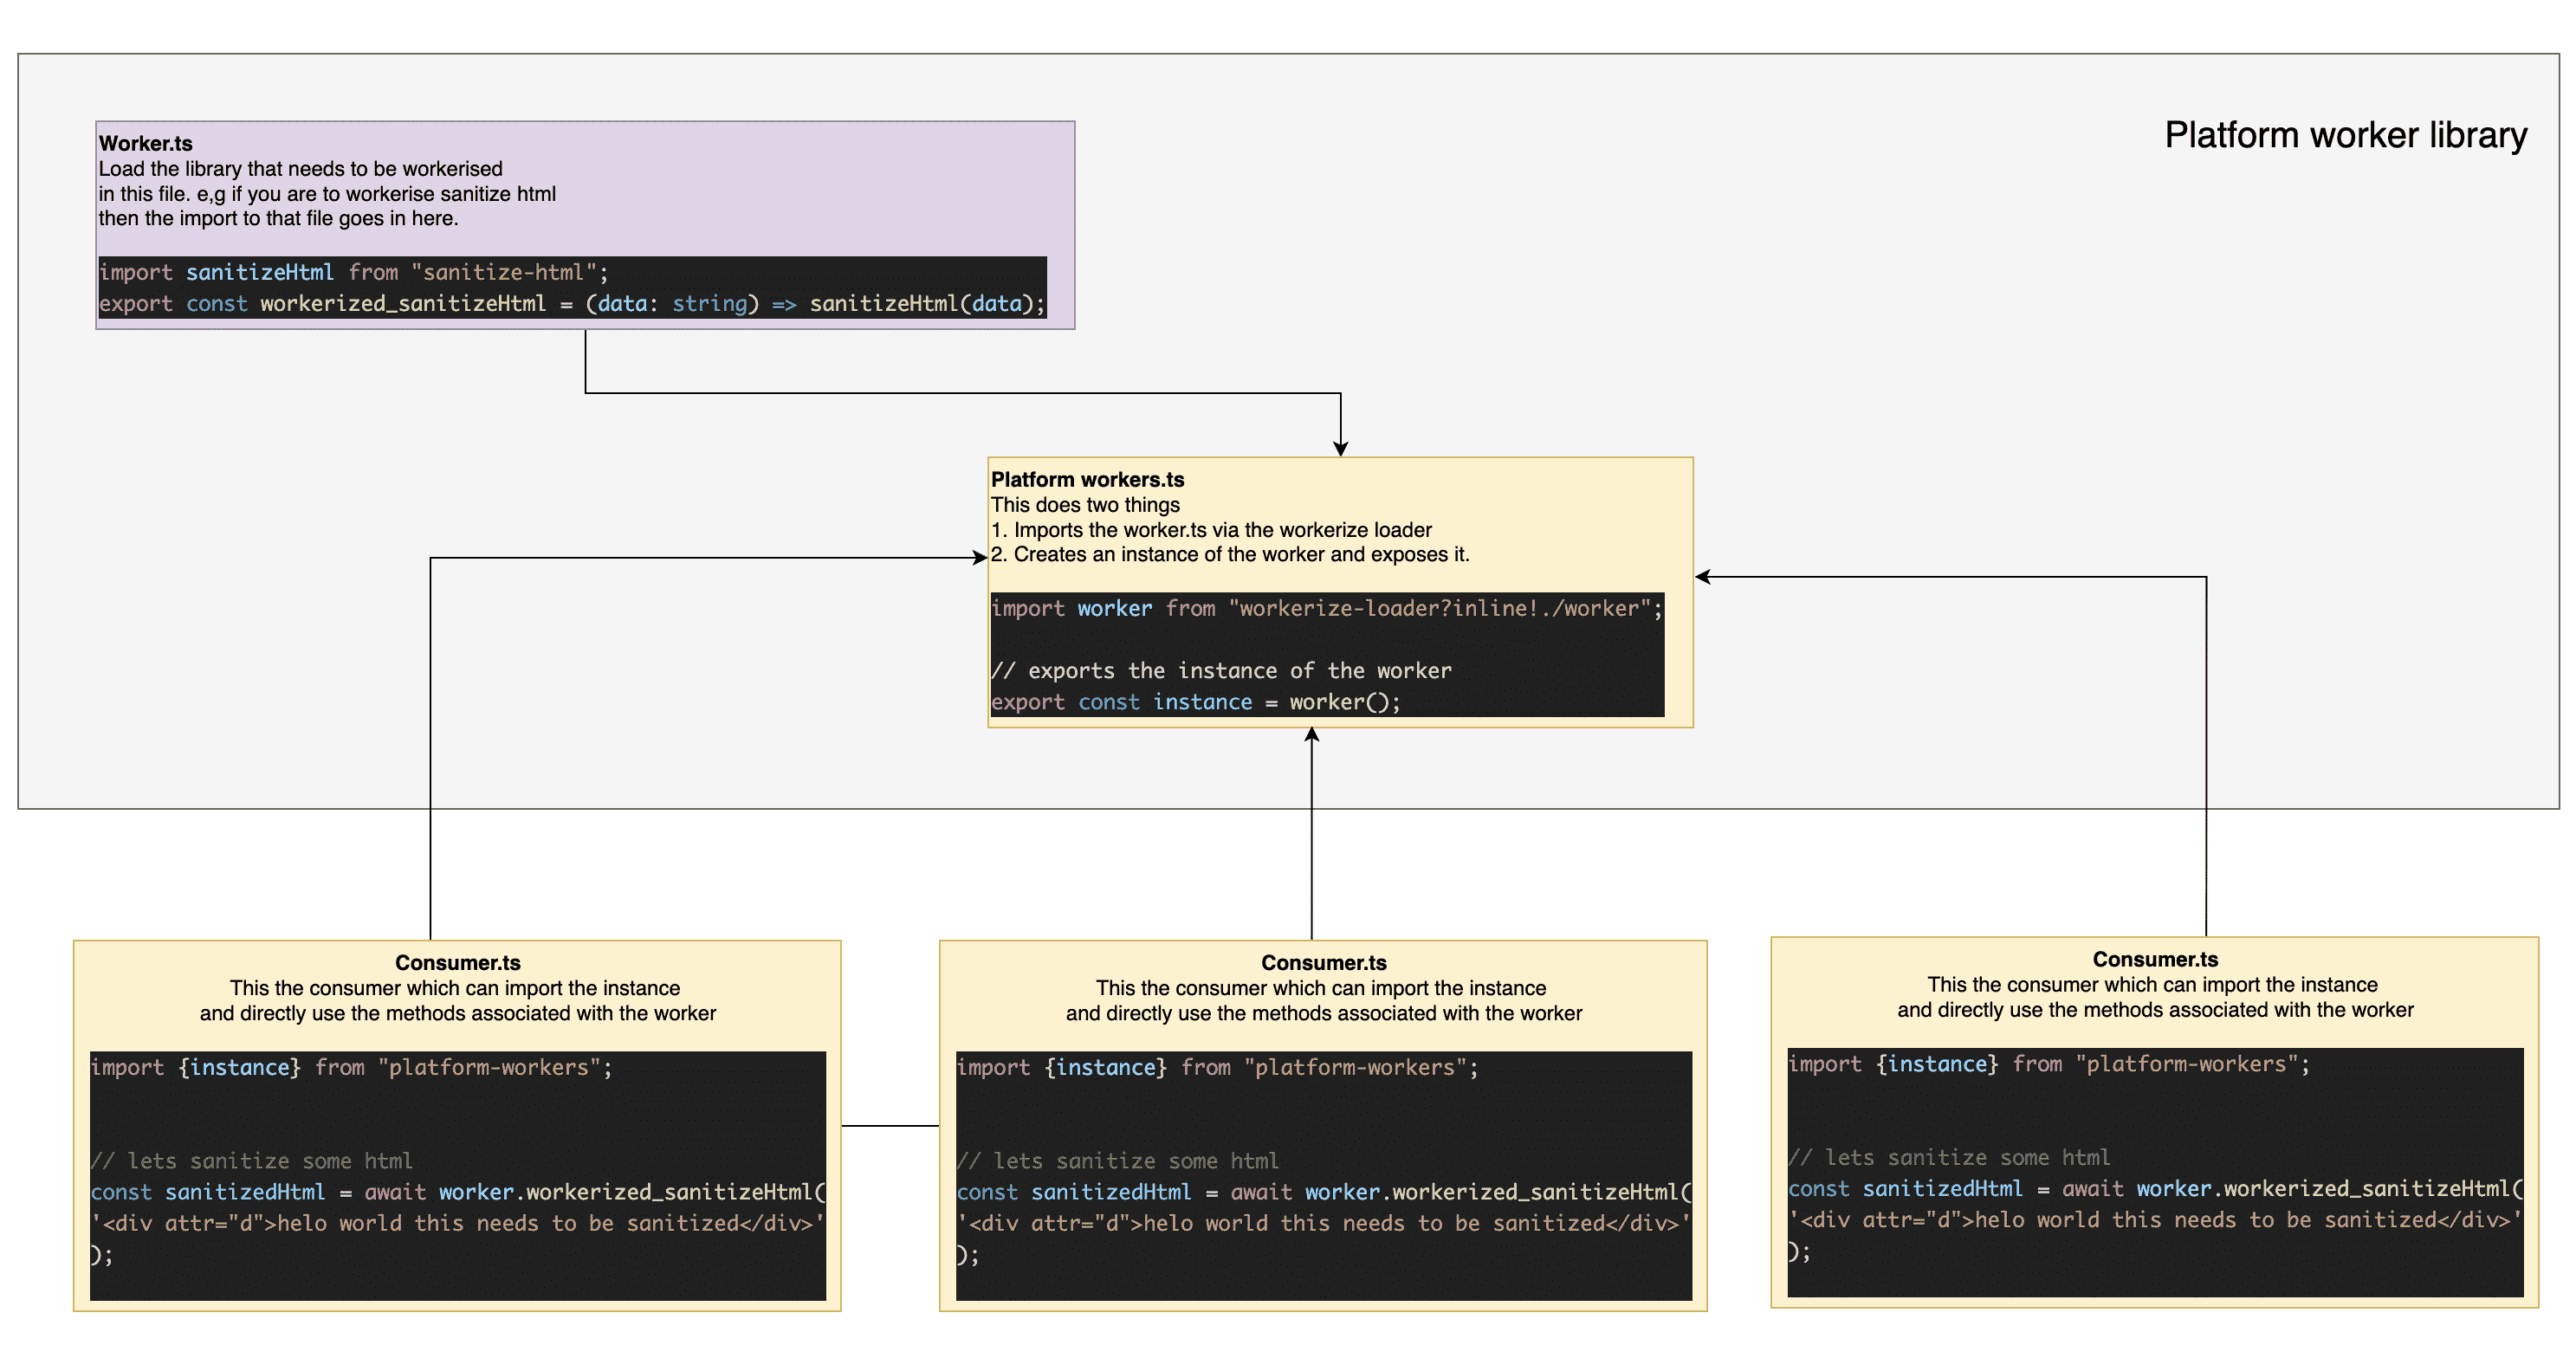 Platform worker library
Worker.ts
Load the library that needs to be workerised
in this file. e,g if you are to workerise sanitize html
then the import to that file goes in here.
import sanitizeHtml from "sanitize-html";
export const workerized_sanitizeHtml = (data: string) => sanitizeHtml(data);
Platform workers.ts
This does two things
1. Imports the worker.ts via the workerize loader
2. Creates an instance of the worker and exposes it.
import worker from "workerize-loader?inline!./worker";
// exports the instance of the worker
export const instance = worker();
Consumer.ts
This the consumer which can import the instance
and directly use the methods associated with the worker
import {instance} from "platform-workers";
// lets sanitize some html
const sanitizedHtml = await worker.workerized_sanitizeHtml(
'<div attr="d">helo world this needs to be sanitized</div>'
);
Consumer.ts
This the consumer which can import the instance
and directly use the methods associated with the worker
import {instance} from "platform-workers";
// lets sanitize some html
const sanitizedHtml = await worker.workerized_sanitizeHtml(
'<div attr="d">helo world this needs to be sanitized</div>'
);
Consumer.ts
This the consumer which can import the instance
and directly use the methods associated with the worker
import {instance} from "platform-workers";
// lets sanitize some html
const sanitizedHtml = await worker.workerized_sanitizeHtml(
'<div attr="d">helo world this needs to be sanitized</div>'
);